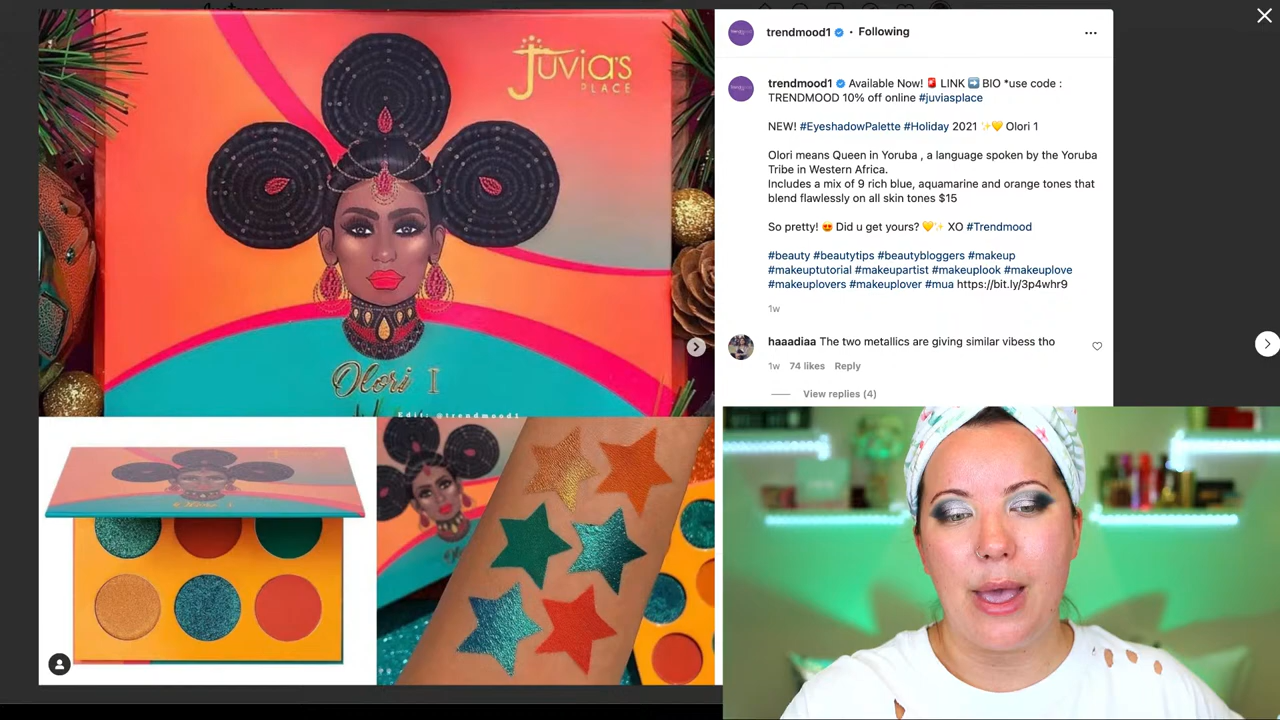 Juvia's
PLACE
Olori I
Edit: @trendmood1
Olori I
trendmood1 • Following
trendmood1 Available Now! 🚨 LINK ➡️ BIO *use code :
TRENDMOOD 10% off online #juviasplace
NEW! #EyeshadowPalette #Holiday 2021 ✨💛 Olori 1
Olori means Queen in Yoruba , a language spoken by the Yoruba
Tribe in Western Africa.
Includes a mix of 9 rich blue, aquamarine and orange tones that
blend flawlessly on all skin tones $15
So pretty! 😍 Did u get yours? 💛✨ XO #Trendmood
#beauty #beautytips #beautybloggers #makeup
#makeuptutorial #makeupartist #makeuplook #makeuplove
#makeuplovers #makeuplover #mua https://bit.ly/3p4whr9
1w
haaadiaa The two metallics are giving similar vibess tho
1w 74 likes Reply
View replies (4)